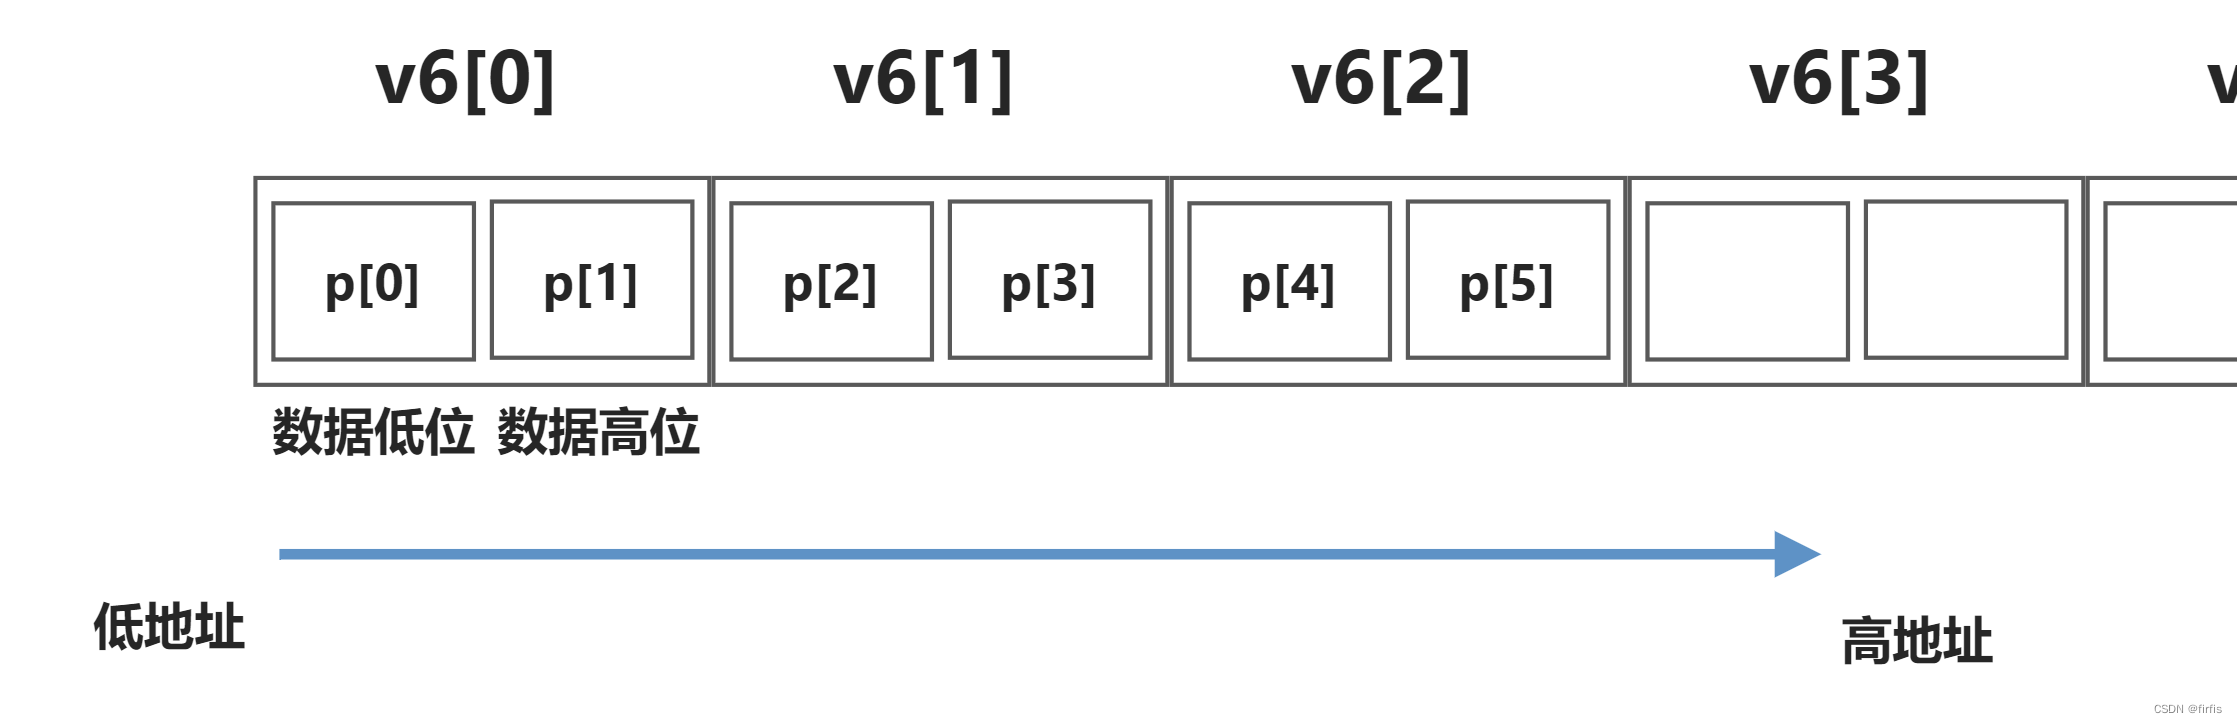 v6[0] v6[1] v6[2] v6[3] v
p[0] p[1] p[2] p[3] p[4] p[5]
数据低位 数据高位
低地址
高地址
CSDN @firfis